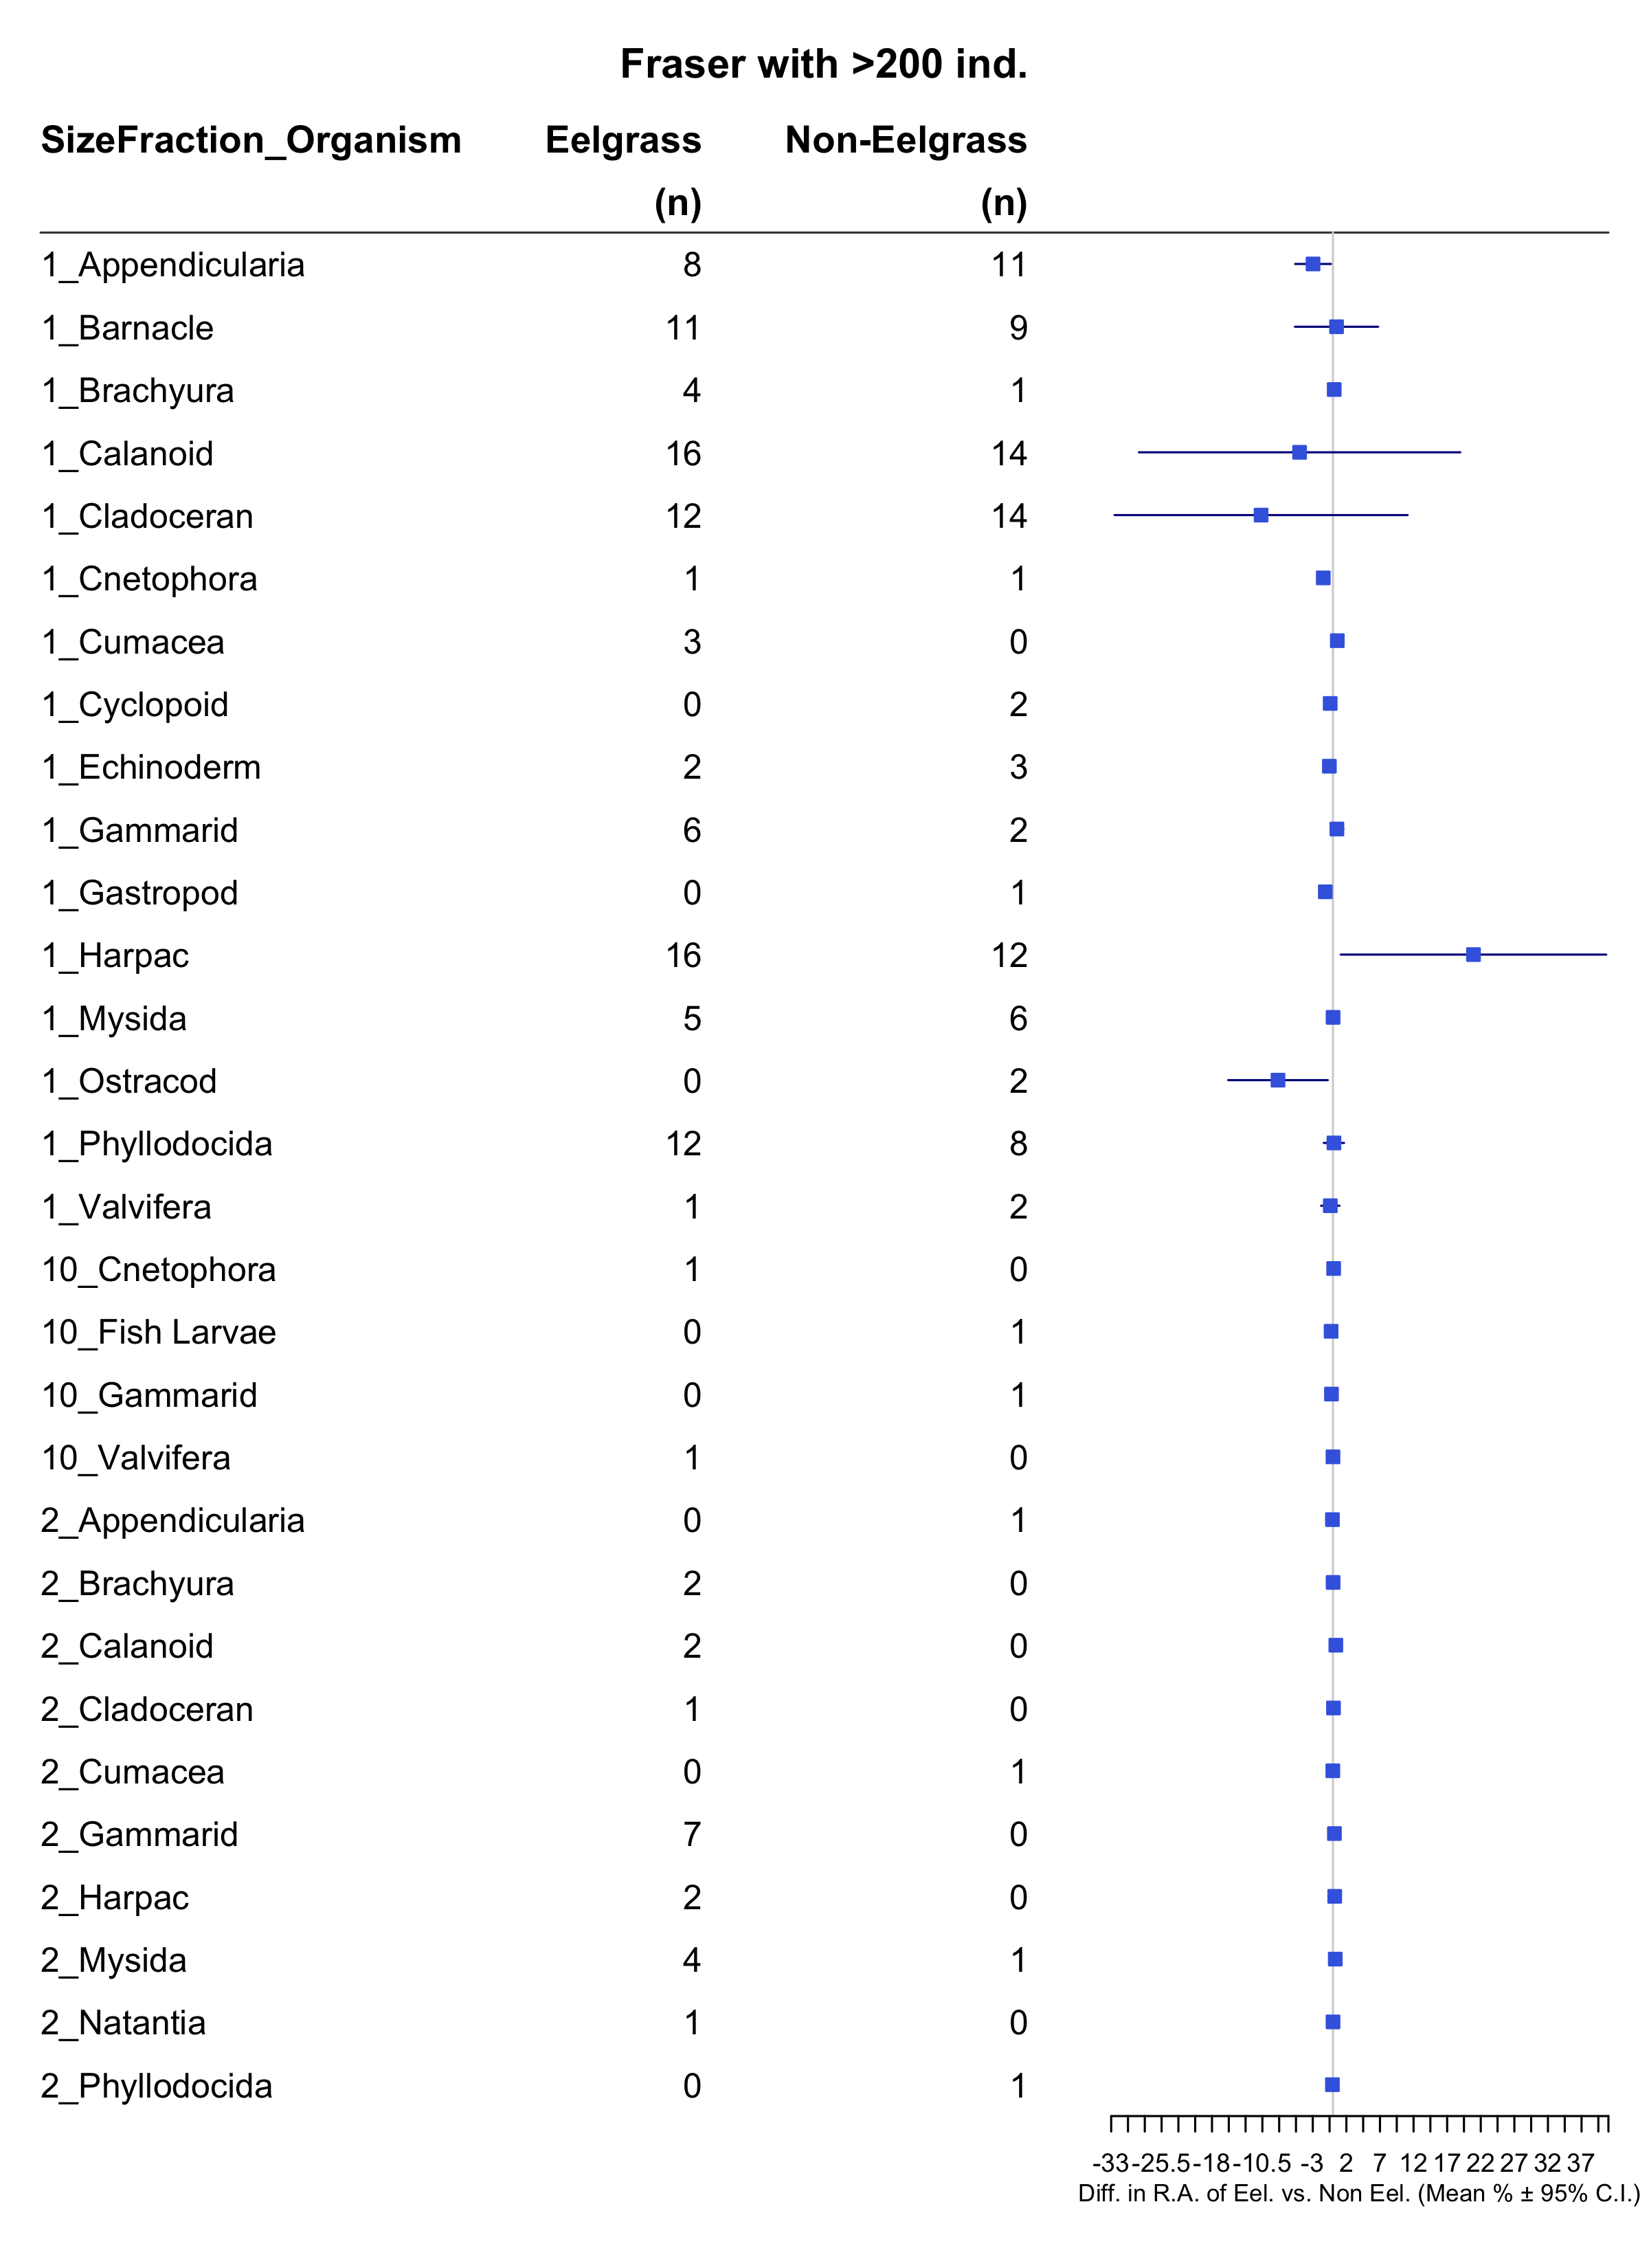 Fraser with >200 ind.
SizeFraction_Organism Eelgrass Non-Eelgrass
(n) (n)
1_Appendicularia 8 11
1_Barnacle 11 9
1_Brachyura 4 1
1_Calanoid 16 14
1_Cladoceran 12 14
1_Cnetophora 1 1
1_Cumacea 3 0
1_Cyclopoid 0 2
1_Echinoderm 2 3
1_Gammarid 6 2
1_Gastropod 0 1
1_Harpac 16 12
1_Mysida 5 6
1_Ostracod 0 2
1_Phyllodocida 12 8
1_Valvifera 1 2
10_Cnetophora 1 0
10_Fish Larvae 0 1
10_Gammarid 0 1
10_Valvifera 1 0
2_Appendicularia 0 1
2_Brachyura 2 0
2_Calanoid 2 0
2_Cladoceran 1 0
2_Cumacea 0 1
2_Gammarid 7 0
2_Harpac 2 0
2_Mysida 4 1
2_Natantia 1 0
2_Phyllodocida 0 1
-33 -25.5 -18 -10.5 -3 2 7 12 17 22 27 32 37
Diff. in R.A. of Eel. vs. Non Eel. (Mean % ± 95% C.I.)